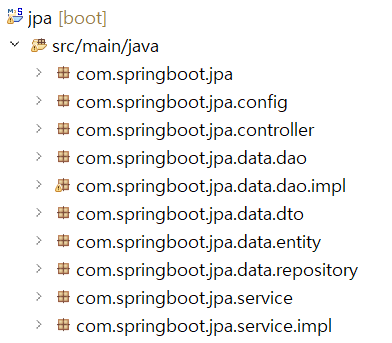 jpa [boot]
src/main/java
com.springboot.jpa
com.springboot.jpa.config
com.springboot.jpa.controller
com.springboot.jpa.data.dao
com.springboot.jpa.data.dao.impl
com.springboot.jpa.data.dto
com.springboot.jpa.data.entity
com.springboot.jpa.data.repository
com.springboot.jpa.service
com.springboot.jpa.service.impl